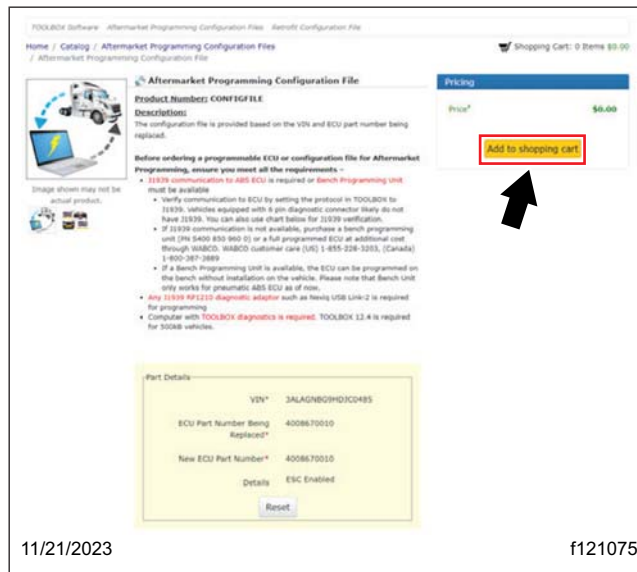 TOOLBOX Software   Aftermarket Programming Configuration Files   Retrofit Configuration File
Home / Catalog / Aftermarket Programming Configuration Files
/ Aftermarket Programming Configuration File
Shopping Cart: 0 Items $0.00
Aftermarket Programming Configuration File
Product Number: CONFIGFILE
Description:
The configuration file is provided based on the VIN and ECU part number being
replaced.
Before ordering a programmable ECU or configuration file for Aftermarket
Programming, ensure you meet all the requirements –
• J1939 communication to ABS ECU is required or Bench Programming Unit
must be available
• Verify communication to ECU by setting the protocol in TOOLBOX to
J1939. Vehicles equipped with 6 pin diagnostic connector likely do not
have J1939. You can also use chart below for J1939 verification.
• If J1939 communication is not available, purchase a bench programming
unit (PN S400 850 960 0) or a full programmed ECU at additional cost
through WABCO. WABCO customer care (US) 1-855-228-3203, (Canada)
1-800-387-3889
• If a Bench Programming Unit is available, the ECU can be programmed on
the bench without installation on the vehicle. Please note that Bench Unit
only works for pneumatic ABS ECU as of now.
• Any J1939 RP1210 diagnostic adaptor such as Nexiq USB Link-2 is required
for programming
• Computer with TOOLBOX diagnostics is required. TOOLBOX 12.4 is required
for 500kB vehicles.
Image shown may not be
actual product.
Pricing
Price* $0.00
Add to shopping cart
Part Details
VIN* 3ALAGNBG9HDJC0485
ECU Part Number Being 4008670010
Replaced*
New ECU Part Number* 4008670010
Details ESC Enabled
Reset
11/21/2023 f121075